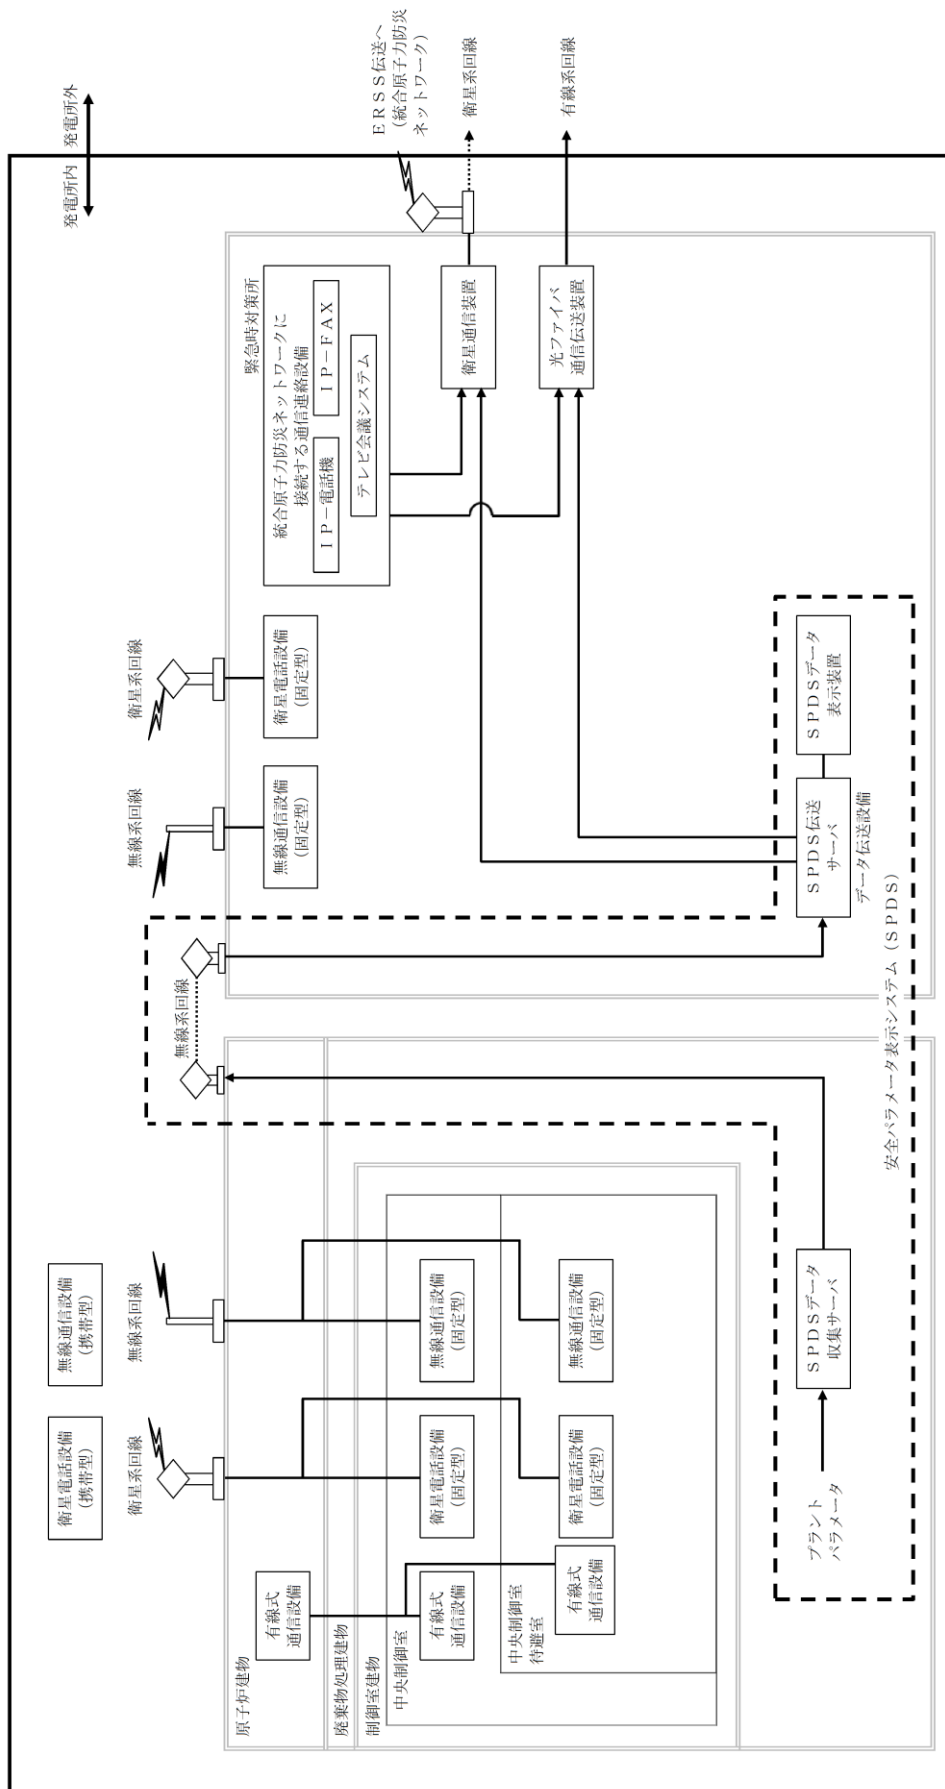 発電所内
発電所外
衛星電話設備
（携帯型）
無線通信設備
（携帯型）
衛星系回線
無線系回線
無線系回線
無線系回線
衛星系回線
ＥＲＳＳ伝送へ
（統合原子力防災
ネットワーク）
衛星系回線
有線系回線
原子炉建物
有線式
通信設備
廃棄物処理建物
制御室建物
中央制御室
有線式
通信設備
衛星電話設備
（固定型）
無線通信設備
（固定型）
中央制御室
待避室
有線式
通信設備
衛星電話設備
（固定型）
無線通信設備
（固定型）
プラント
パラメータ
ＳＰＤＳデータ
収集サーバ
無線通信設備
（固定型）
衛星電話設備
（固定型）
緊急時対策所
統合原子力防災ネットワークに
接続する通信連絡設備
ＩＰ－電話機
ＩＰ－ＦＡＸ
テレビ会議システム
衛星通信装置
光ファイバ
通信伝送装置
ＳＰＤＳ伝送
サーバ
データ伝送設備
ＳＰＤＳデータ
表示装置
安全パラメータ表示システム（ＳＰＤＳ）